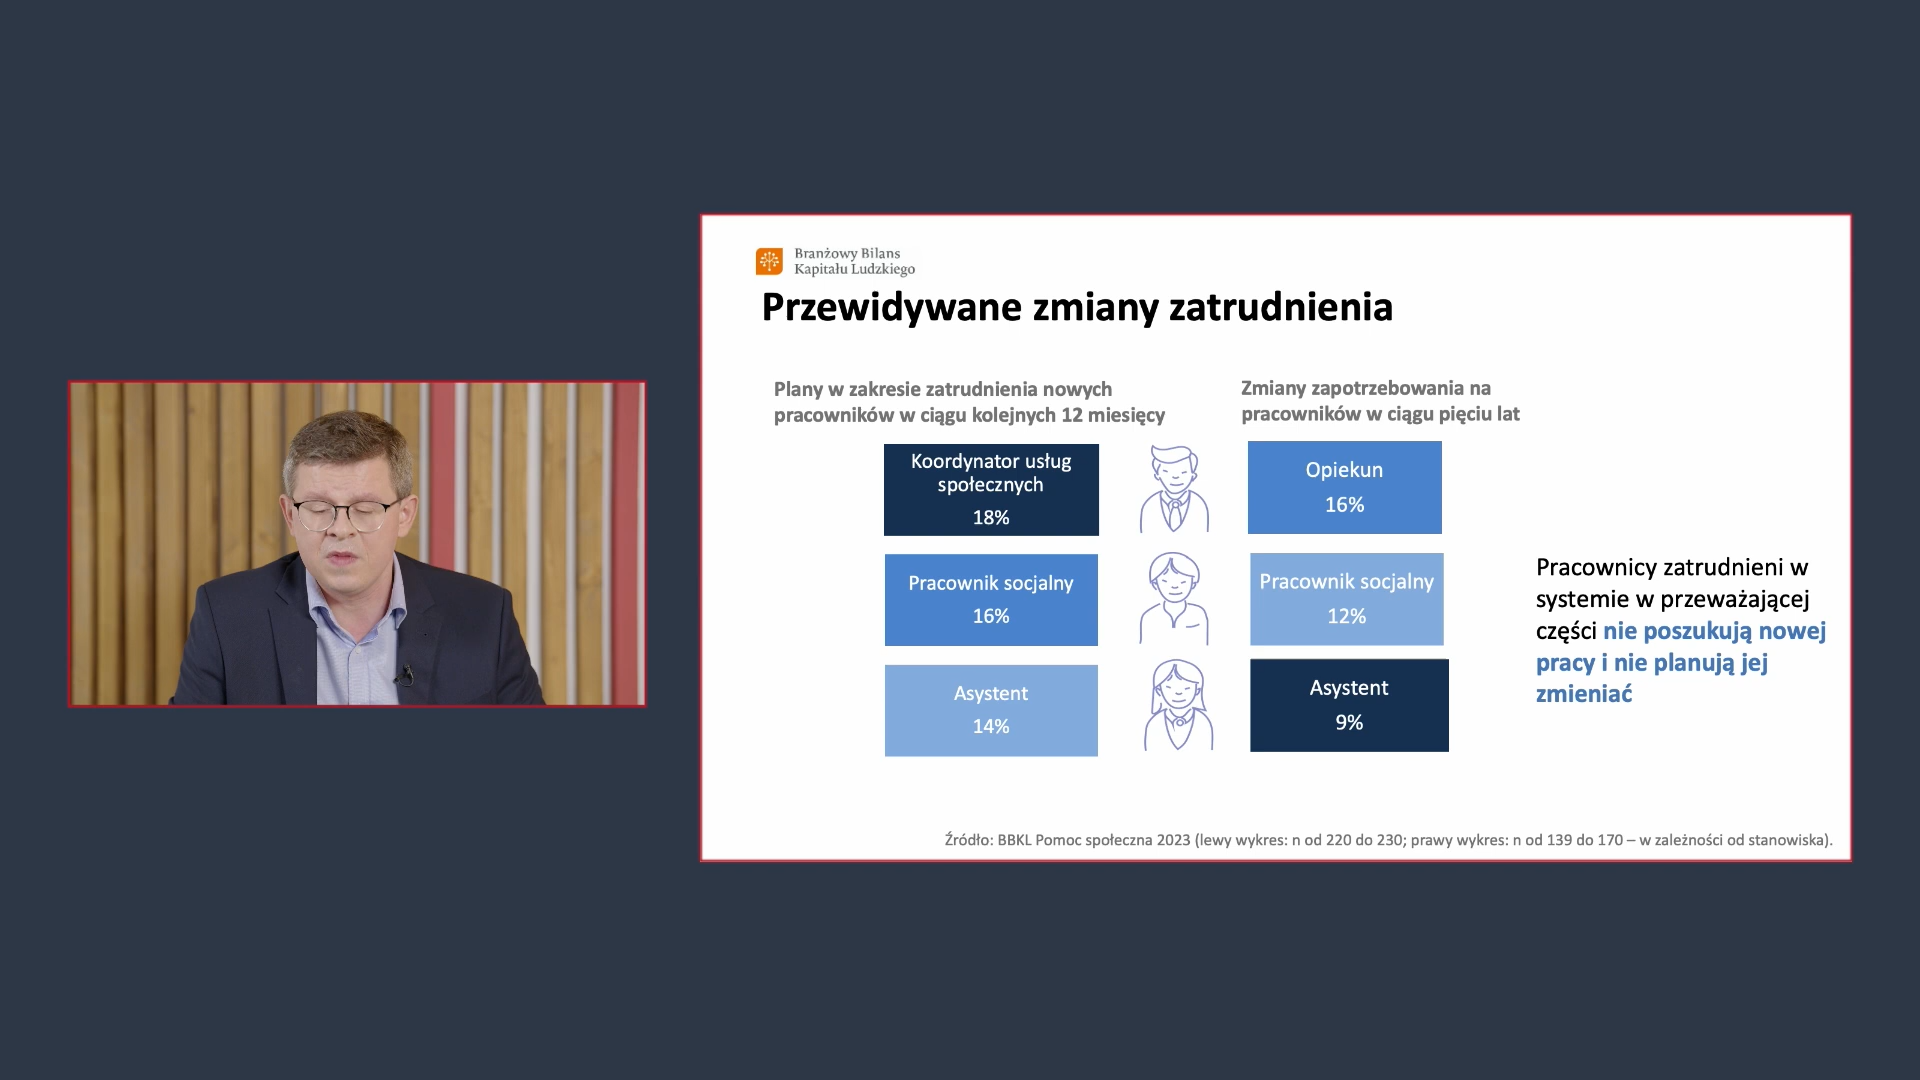 Branżowy Bilans
Kapitału Ludzkiego
Przewidywane zmiany zatrudnienia
Plany w zakresie zatrudnienia nowych
pracowników w ciągu kolejnych 12 miesięcy
Koordynator usług
społecznych
18%
Pracownik socjalny
16%
Asystent
14%
Zmiany zapotrzebowania na
pracowników w ciągu pięciu lat
Opiekun
16%
Pracownik socjalny
12%
Asystent
9%
Pracownicy zatrudnieni w
systemie w przeważającej
części nie poszukują nowej
pracy i nie planują jej
zmieniać
Źródło: BBKL Pomoc społeczna 2023 (lewy wykres: n od 220 do 230; prawy wykres: n od 139 do 170 – w zależności od stanowiska).